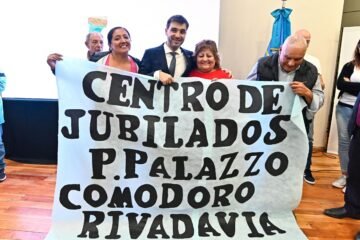 CENTRO DE
JUBILADOS
P. PALAZZO
COMODORO
RIVADAVIA